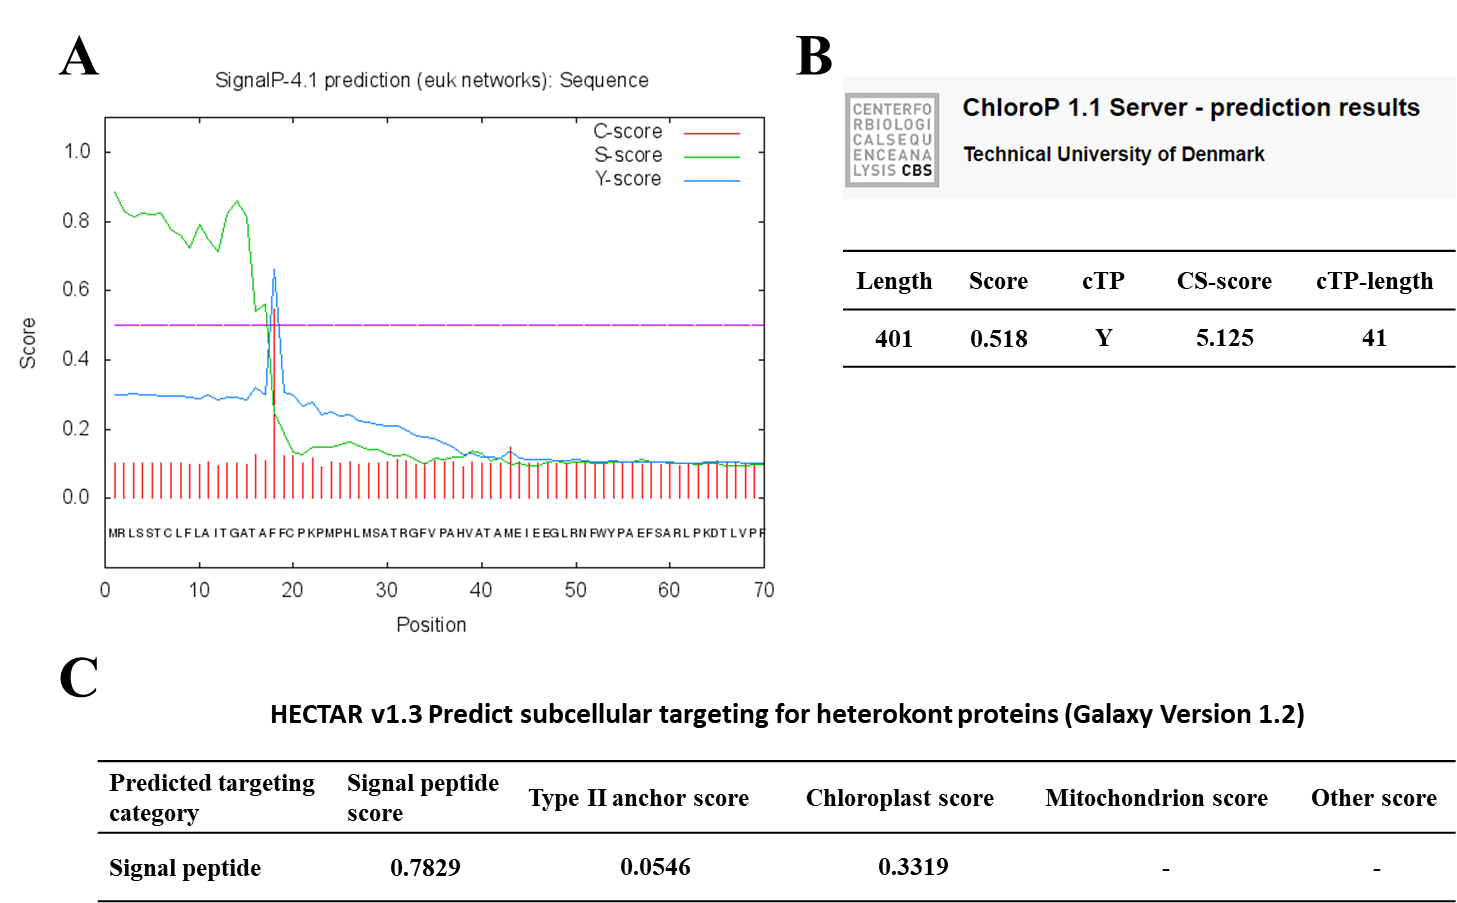 A
SignalP-4.1 prediction (euk networks): Sequence
C-score
S-score
Y-score
1.0
0.8
0.6
0.4
0.2
0.0
Score
MRLSSTCLFLAITGATAFFCPKPMPHLMSATRGFVPAHVATAMEIEEGLRNFWYPAEFSARLPKDTLVPF
0 10 20 30 40 50 60 70
Position
B
CENTERFO
RBIOLOGI
CALSEQU
ENCEANA
LYSIS CBS
ChloroP 1.1 Server - prediction results
Technical University of Denmark
Length Score cTP CS-score cTP-length
401 0.518 Y 5.125 41
C
HECTAR v1.3 Predict subcellular targeting for heterokont proteins (Galaxy Version 1.2)
Predicted targeting category Signal peptide score Type II anchor score Chloroplast score Mitochondrion score Other score
Signal peptide 0.7829 0.0546 0.3319 - -